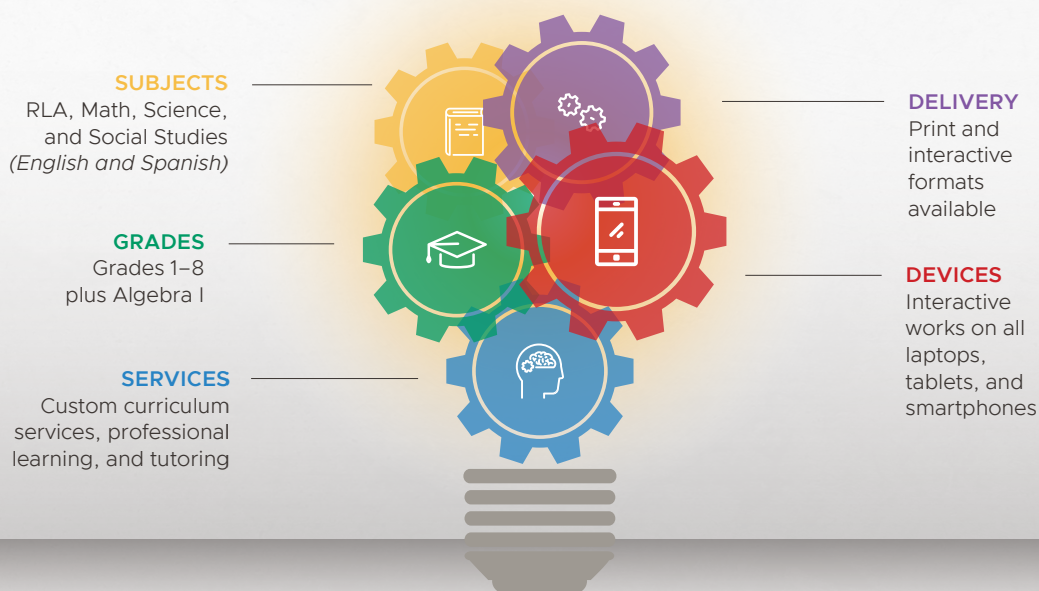 SUBJECTS
RLA, Math, Science,
and Social Studies
(English and Spanish)
GRADES
Grades 1–8
plus Algebra I
SERVICES
Custom curriculum
services, professional
learning, and tutoring
DELIVERY
Print and
interactive
formats
available
DEVICES
Interactive
works on all
laptops,
tablets, and
smartphones